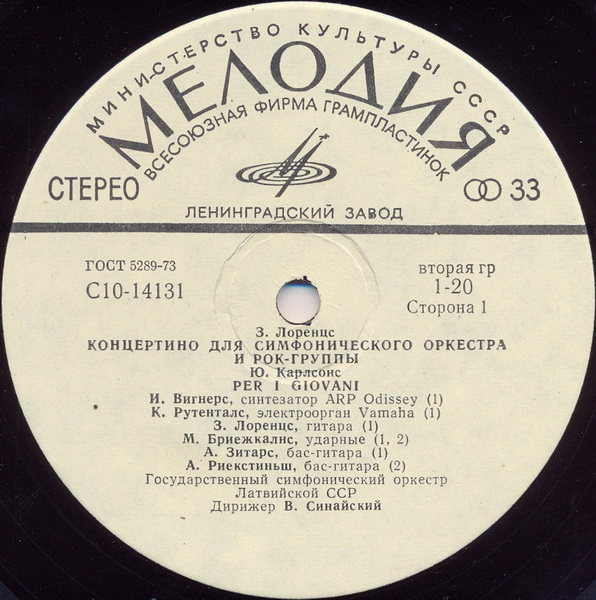 МИНИСТЕРСТВО КУЛЬТУРЫ СССР
МЕЛОДИЯ
ВСЕСОЮЗНАЯ ФИРМА ГРАМПЛАСТИНОК
СТЕРЕО
33
ЛЕНИНГРАДСКИЙ ЗАВОД
ГОСТ 5289-73
С10-14131
вторая гр
1-20
Сторона 1
З. Лоренцс
КОНЦЕРТИНО ДЛЯ СИМФОНИЧЕСКОГО ОРКЕСТРА
И РОК-ГРУППЫ
Ю. Карлсонс
PER I GIOVANI
И. Вигнерс, синтезатор ARP Odissey (1)
К. Рутенталс, электроорган Vamaha (1)
З. Лоренцс, гитара (1)
М. Бриежкалнс, ударные (1, 2)
А. Зитарс, бас-гитара (1)
А. Риекстиньш, бас-гитара (2)
Государственный симфонический оркестр
Латвийской ССР
Дирижер В. Синайский